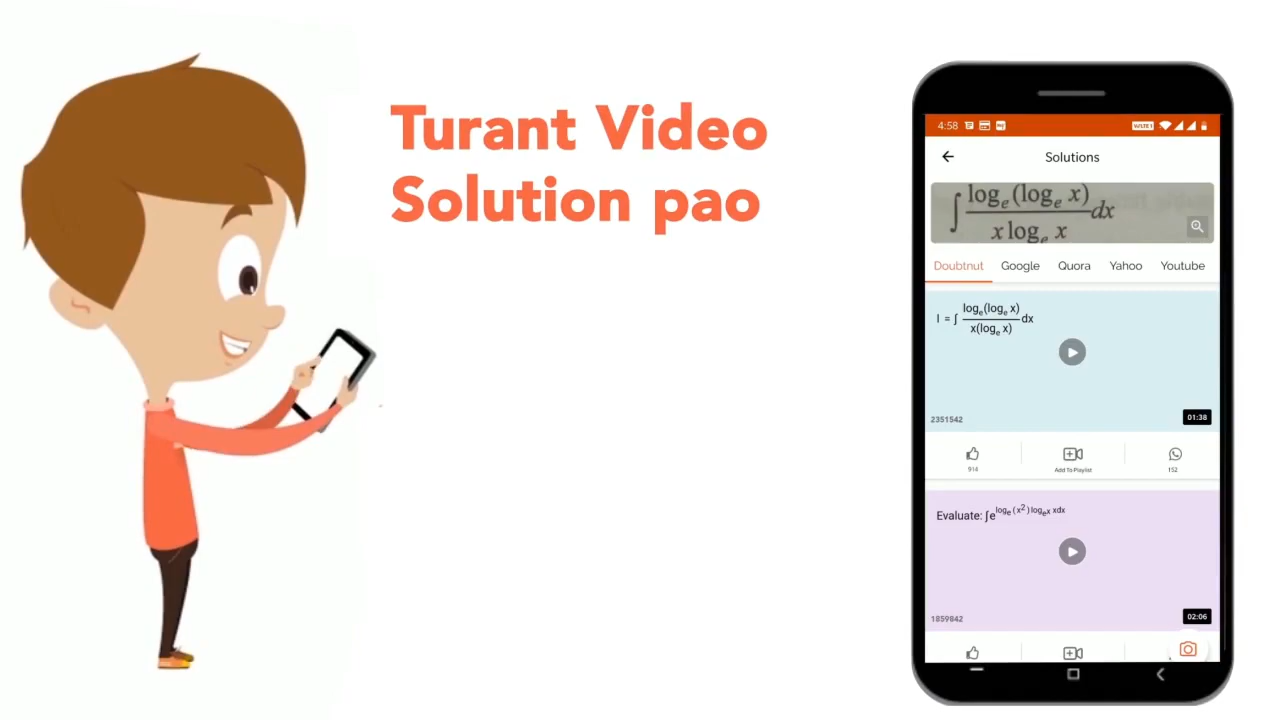 Turant Video
Solution pao
4:58
VoLTE
Solutions
∫ logₑ(logₑ x) / x logₑ x dx
Doubtnut Google Quora Yahoo Youtube
I = ∫ logₑ(logₑ x) / x(logₑ x) dx
2351542 01:38
914 Add To Playlist 152
Evaluate: ∫e^logₑ(x²)logₑx xdx
1859842 02:06